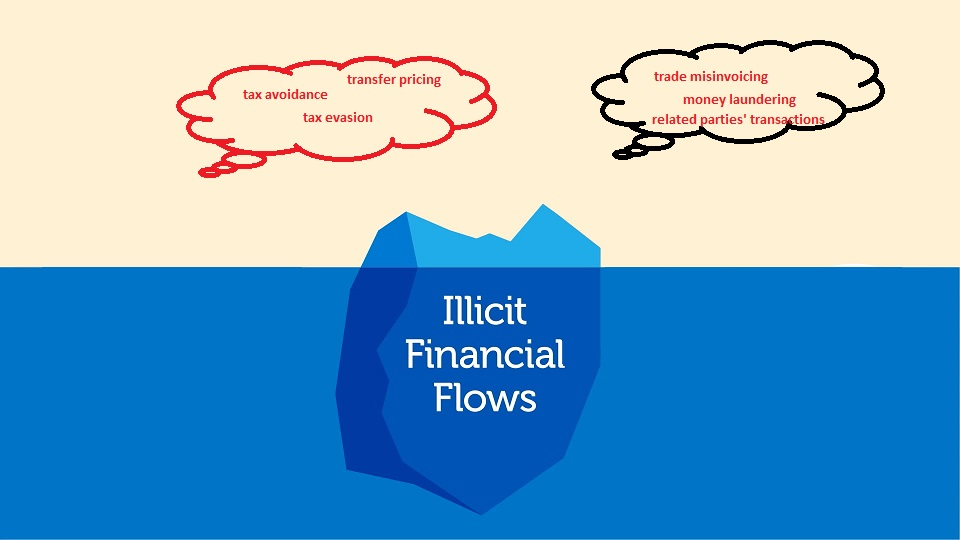 transfer pricing
tax avoidance
tax evasion
trade misinvoicing
money laundering
related parties' transactions
Illicit
Financial
Flows